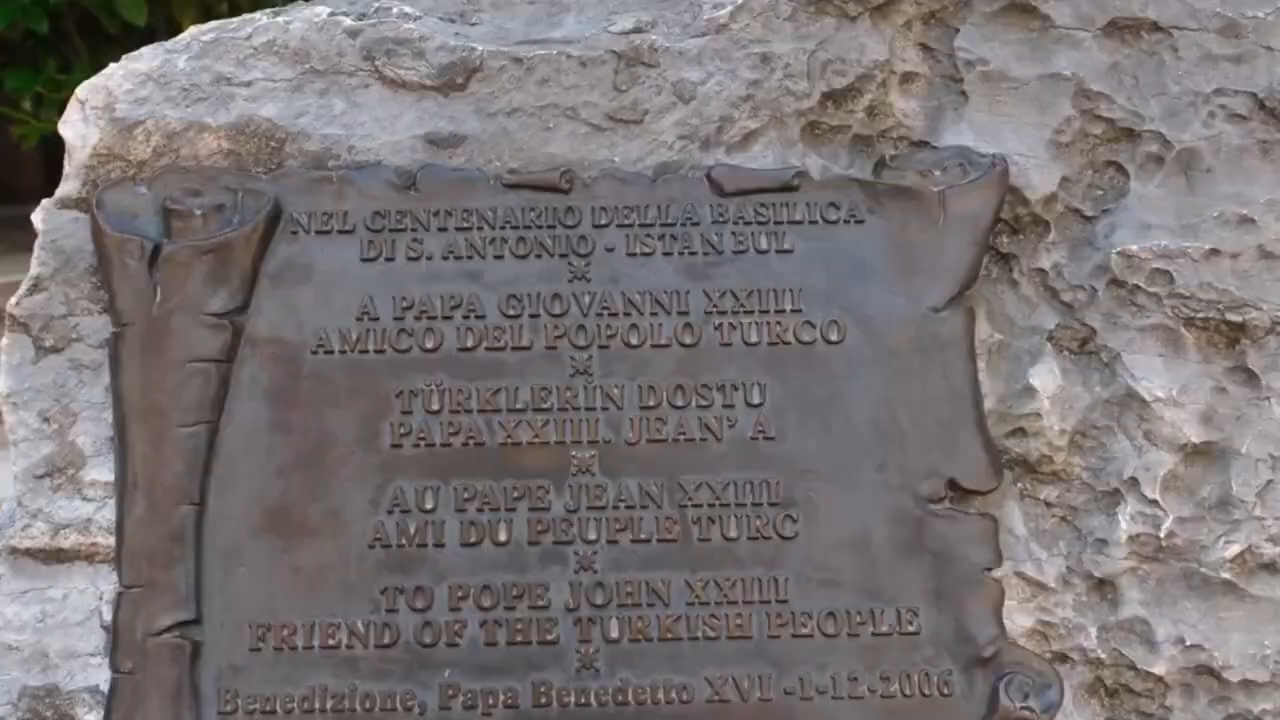 NEL CENTENARIO DELLA BASILICA
DI S. ANTONIO - ISTANBUL
A PAPA GIOVANNI XXIII
AMICO DEL POPOLO TURCO
TÜRKLERİN DOSTU
PAPA XXIII. JEAN' A
AU PAPE JEAN XXIII
AMI DU PEUPLE TURC
TO POPE JOHN XXIII
FRIEND OF THE TURKISH PEOPLE
Benedizione, Papa Benedetto XVI -1-12-2006